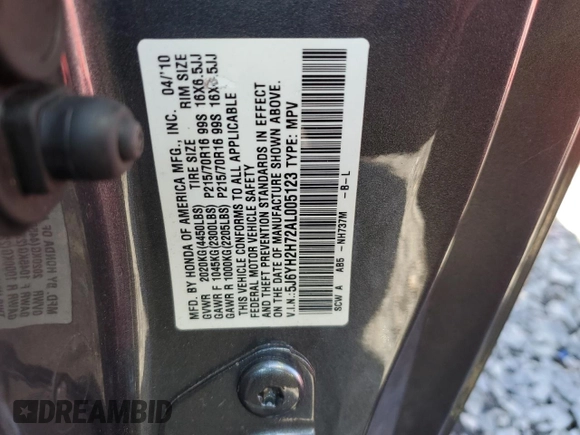 MFD. BY HONDA OF AMERICA MFG., INC. 04/'10
TIRE SIZE RIM SIZE
GVWR 2020KG(4450LBS)
GAWR F 1045KG(2300LBS) P215/70R16 99S 16X6.5JJ
GAWR R 1000KG(2205LBS) P215/70R16 99S 16X6.5JJ
THIS VEHICLE CONFORMS TO ALL APPLICABLE
FEDERAL MOTOR VEHICLE SAFETY
AND THEFT PREVENTION STANDARDS IN EFFECT
ON THE DATE OF MANUFACTURE SHOWN ABOVE.
V.I.N.: 5J6YH2H72AL005123 TYPE: MPV
SCW A AB5 -NH737M -B-L
DREAMBID